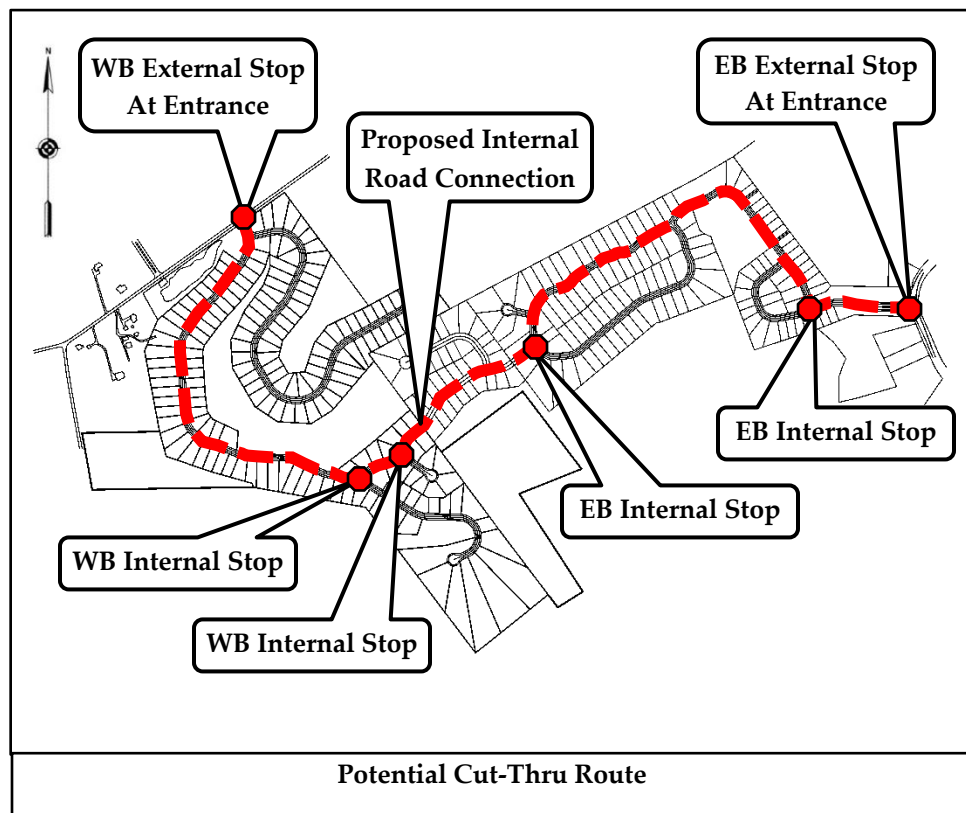 N
WB External Stop
At Entrance
EB External Stop
At Entrance
Proposed Internal
Road Connection
EB Internal Stop
EB Internal Stop
WB Internal Stop
WB Internal Stop
Potential Cut-Thru Route